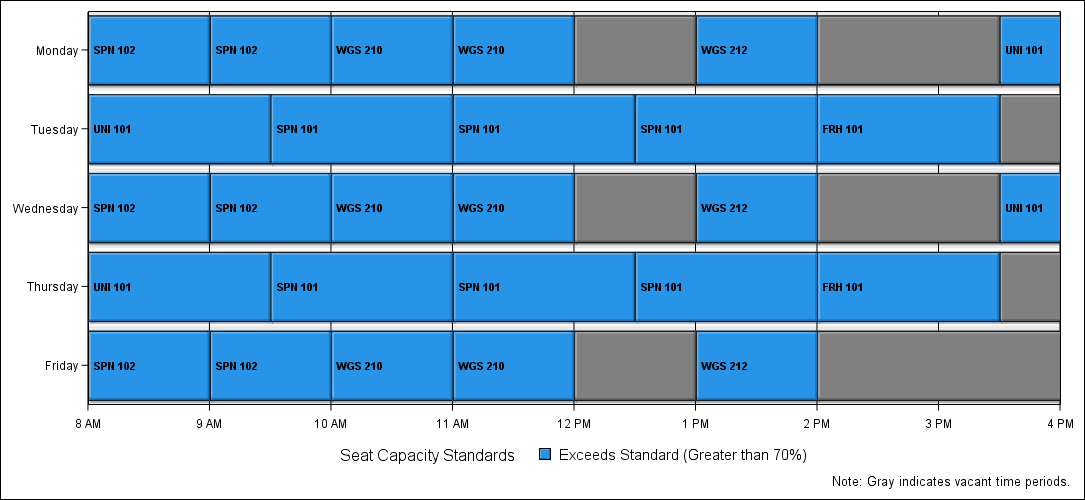 Monday SPN 102 SPN 102 WGS 210 WGS 210 WGS 212 UNI 101
Tuesday UNI 101 SPN 101 SPN 101 SPN 101 FRH 101
Wednesday SPN 102 SPN 102 WGS 210 WGS 210 WGS 212 UNI 101
Thursday UNI 101 SPN 101 SPN 101 SPN 101 FRH 101
Friday SPN 102 SPN 102 WGS 210 WGS 210 WGS 212
8 AM 9 AM 10 AM 11 AM 12 PM 1 PM 2 PM 3 PM 4 PM
Seat Capacity Standards Exceeds Standard (Greater than 70%)
Note: Gray indicates vacant time periods.